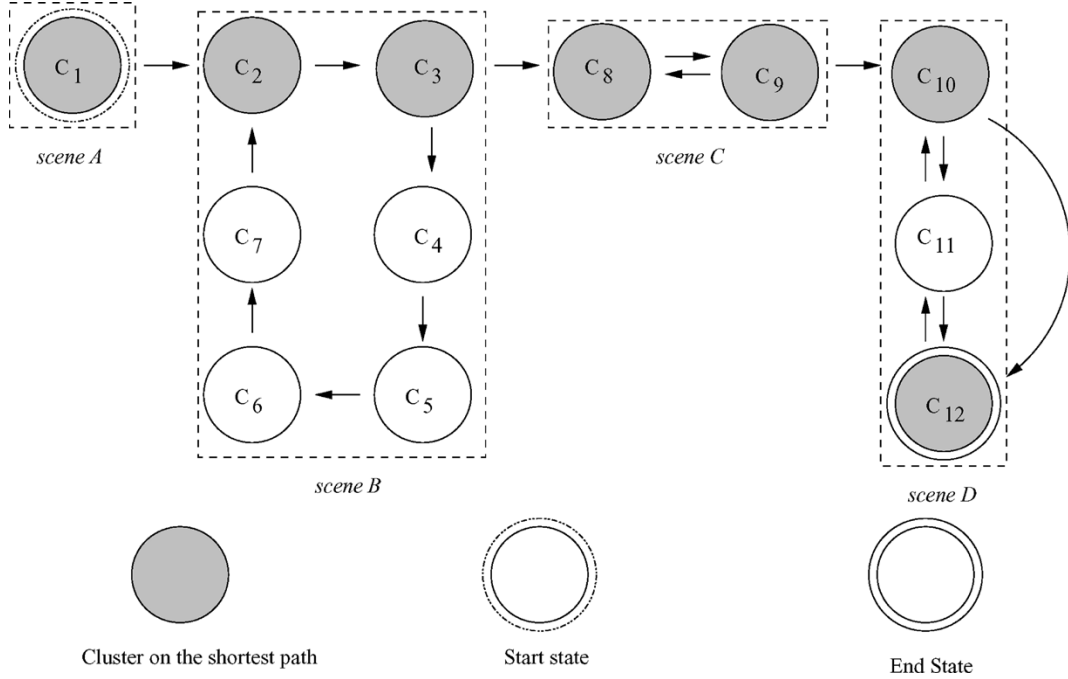 C1
C2
C3
C8
C9
C10
scene A
scene C
C7
C4
C11
C6
C5
C12
scene B
scene D
Cluster on the shortest path
Start state
End State